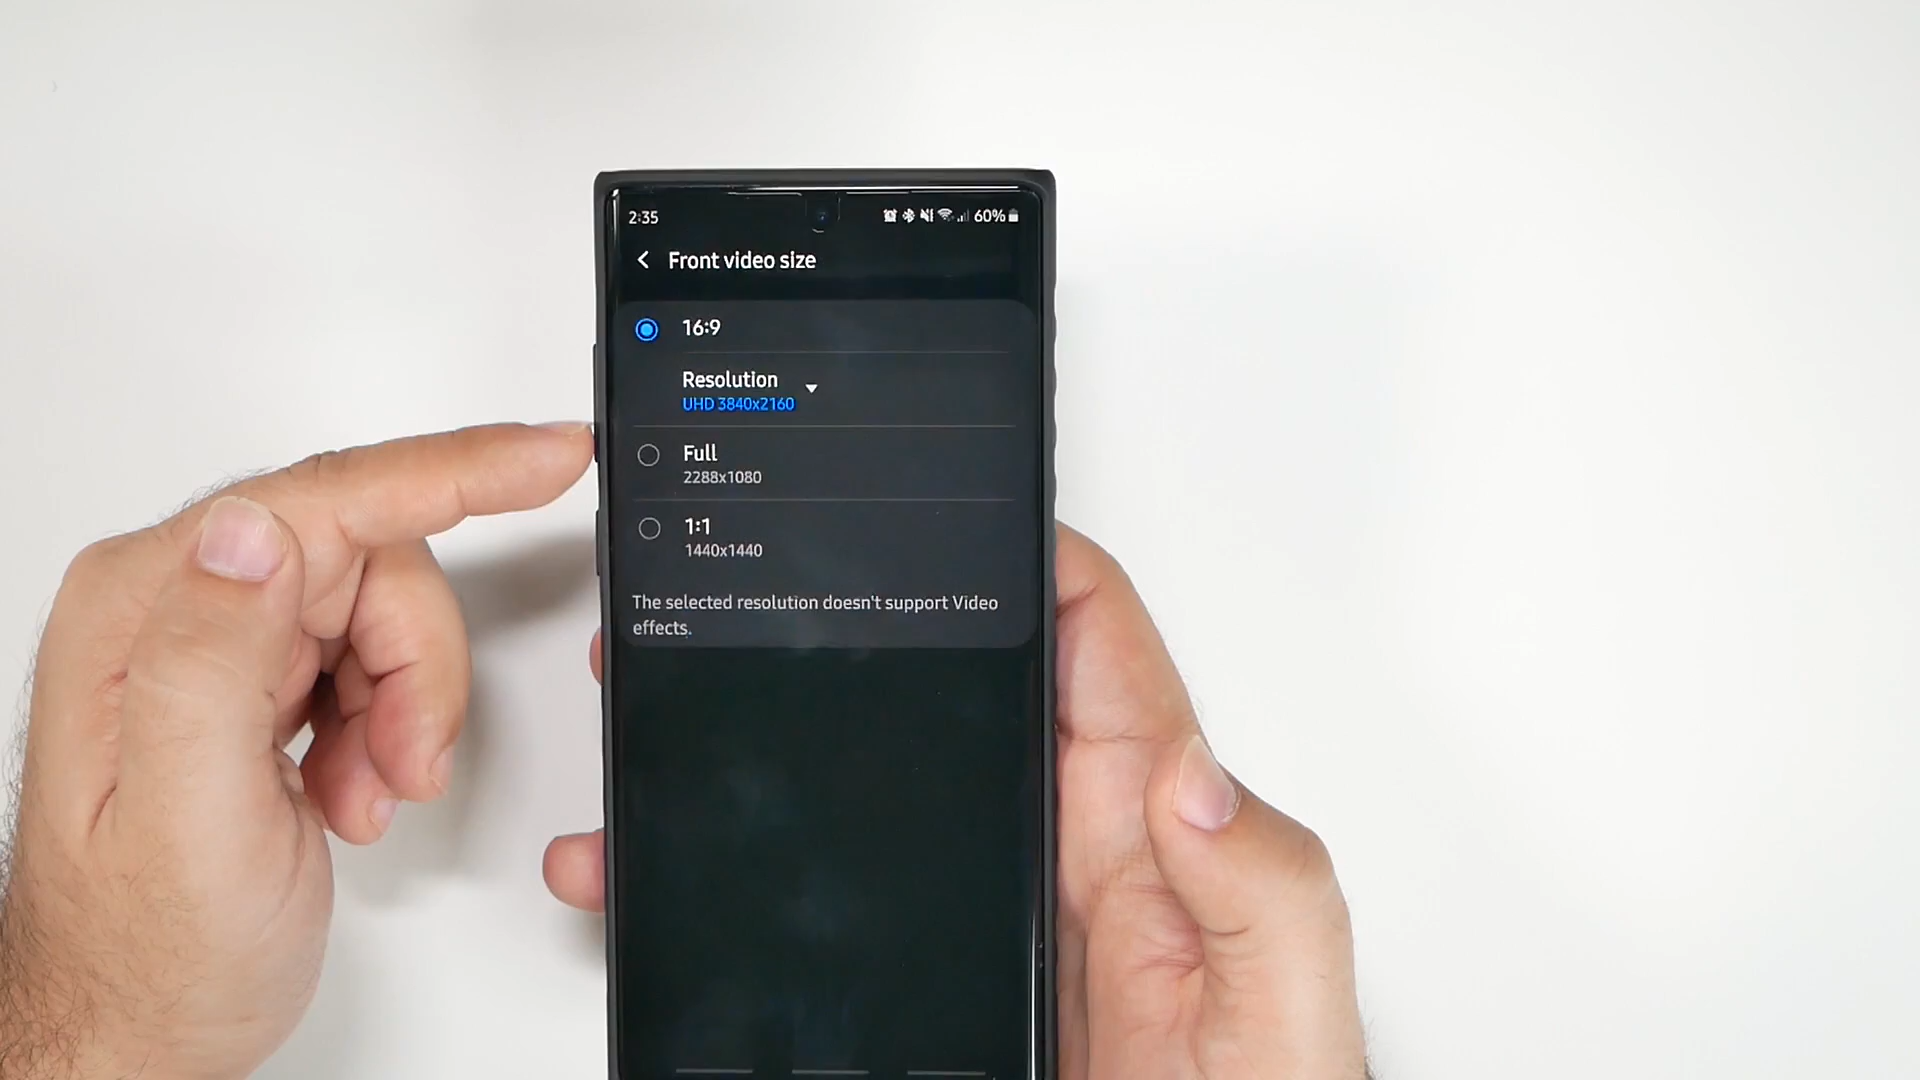 2:35 60%
Front video size
16:9
Resolution
UHD 3840x2160
Full
2288x1080
1:1
1440x1440
The selected resolution doesn't support Video
effects.